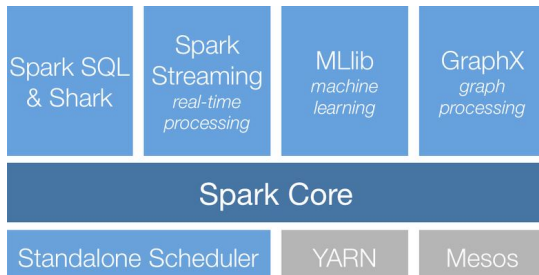 Spark SQL
& Shark
Spark
Streaming
real-time
processing
MLlib
machine
learning
GraphX
graph
processing
Spark Core
Standalone Scheduler
YARN
Mesos